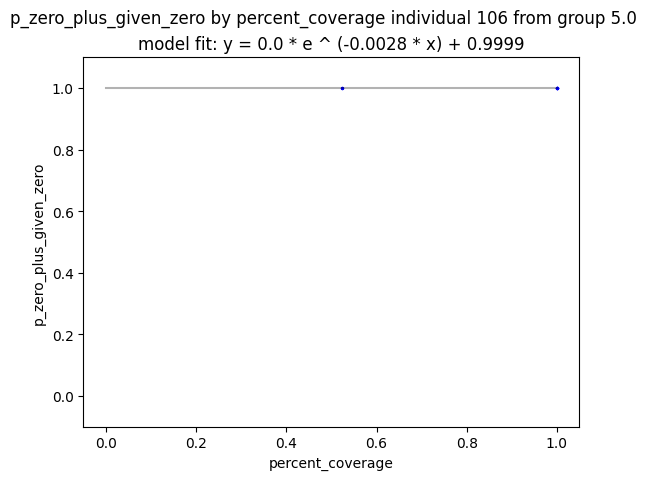 p_zero_plus_given_zero by percent_coverage individual 106 from group 5.0
model fit: y = 0.0 * e ^ (-0.0028 * x) + 0.9999
1.0
0.8
0.6
0.4
0.2
0.0
p_zero_plus_given_zero
0.0 0.2 0.4 0.6 0.8 1.0
percent_coverage